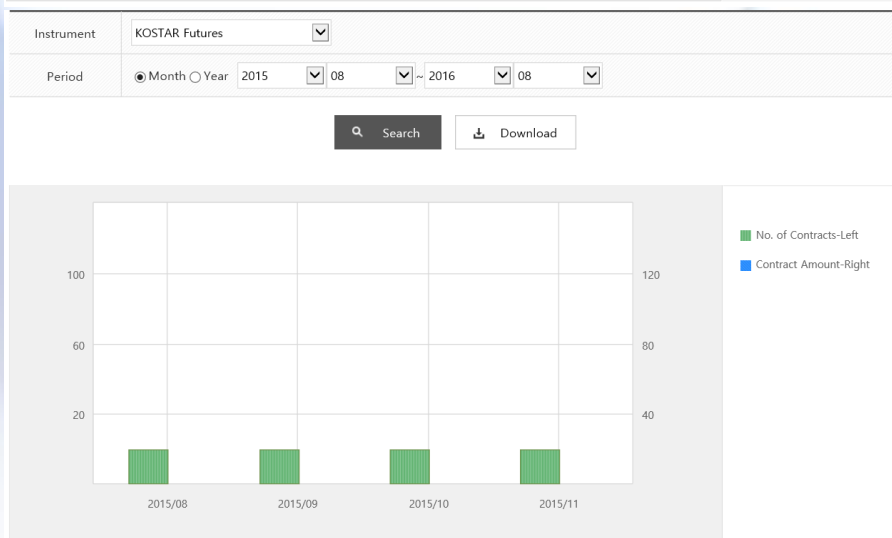 Instrument KOSTAR Futures
Period Month Year 2015 08 ~ 2016 08
Search Download
No. of Contracts-Left
Contract Amount-Right
100 120
60 80
20 40
2015/08 2015/09 2015/10 2015/11